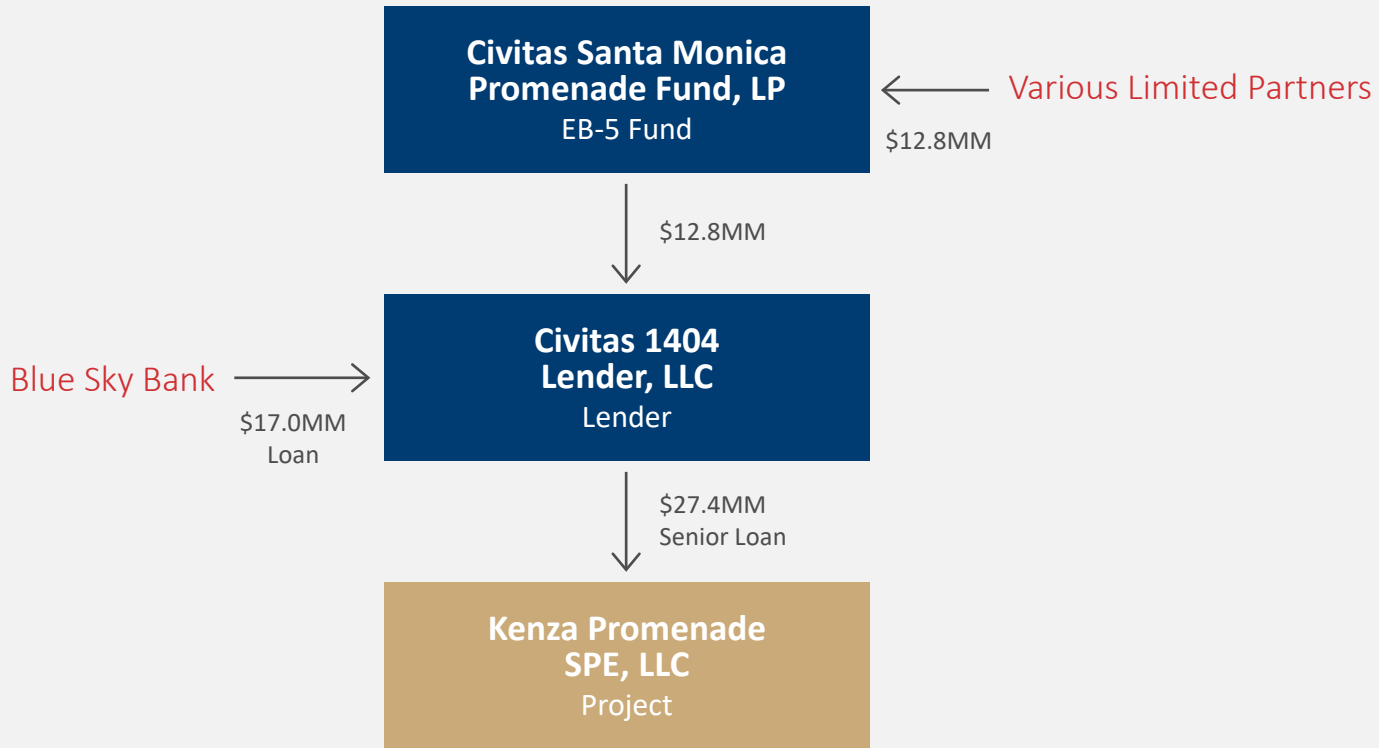 Civitas Santa Monica
Promenade Fund, LP
EB-5 Fund
Various Limited Partners
$12.8MM
$12.8MM
Civitas 1404
Lender, LLC
Lender
Blue Sky Bank
$17.0MM
Loan
$27.4MM
Senior Loan
Kenza Promenade
SPE, LLC
Project